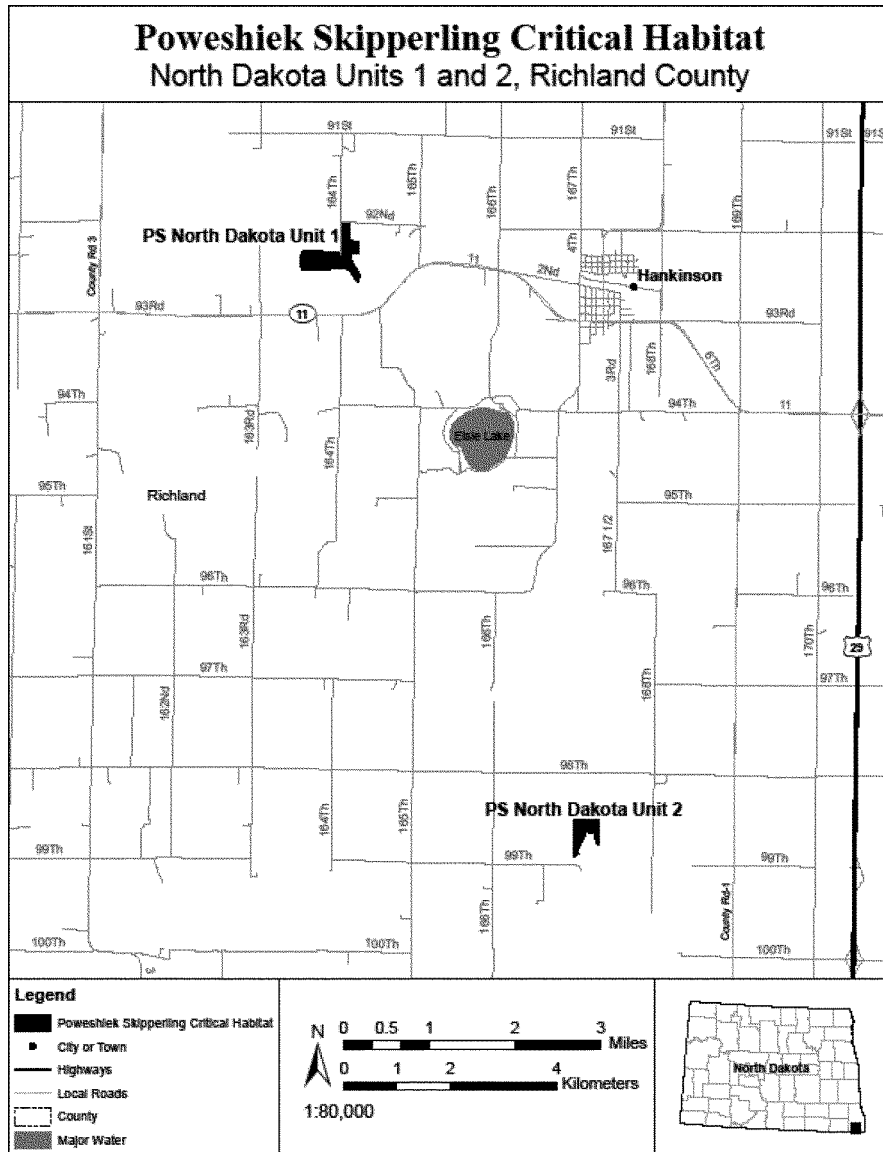 Poweshiek Skipperling Critical Habitat
North Dakota Units 1 and 2, Richland County
91St
91St
91St
164Th
165Th
166Th
167Th
169Th
92Nd
4Th
PS North Dakota Unit 1
County Rd 3
11
2Nd
Hankinson
93Rd
11
93Rd
3Rd
168Th
6Th
94Th
163Rd
164Th
Elsie Lake
94Th
11
95Th
Richland
95Th
161St
167 1/2
96Th
96Th
96Th
163Rd
166Th
170Th
29
97Th
162Nd
168Th
97Th
98Th
164Th
165Th
PS North Dakota Unit 2
99Th
99Th
99Th
166Th
County Rd-1
100Th
100Th
100Th
3
Legend
Poweshiek Skipperling Critical Habitat
City or Town
Highways
Local Roads
County
Major Water
N
0 0.5 1 2 3
Miles
0 1 2 4
Kilometers
1:80,000
North Dakota